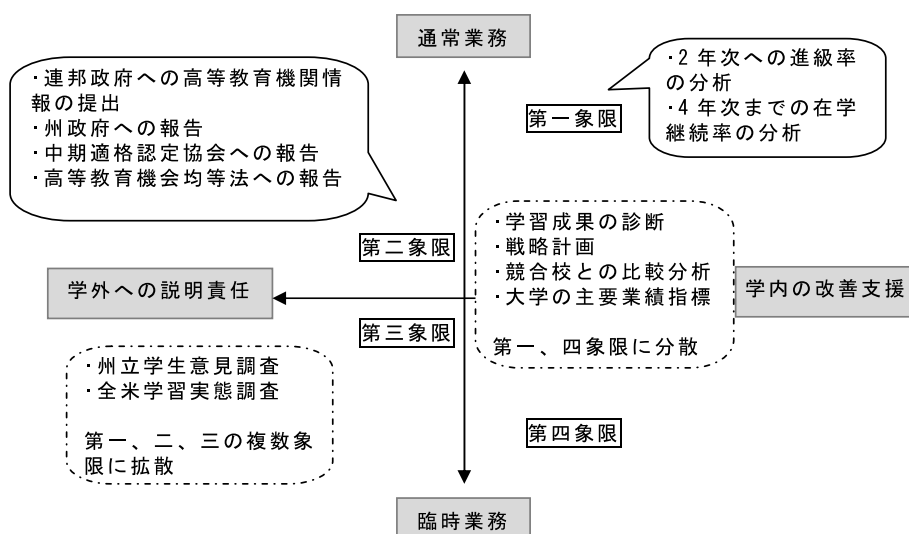 通常業務
・連邦政府への高等教育機関情
報の提出
・州政府への報告
・中期適格認定協会への報告
・高等教育機会均等法への報告
・2年次への進級率
の分析
・4年次までの在学
継続率の分析
第一象限
第二象限
・学習成果の診断
・戦略計画
・競合校との比較分析
・大学の主要業績指標
第一、四象限に分散
学外への説明責任
学内の改善支援
第三象限
・州立学生意見調査
・全米学習実態調査
第一、二、三の複数象
限に拡散
第四象限
臨時業務